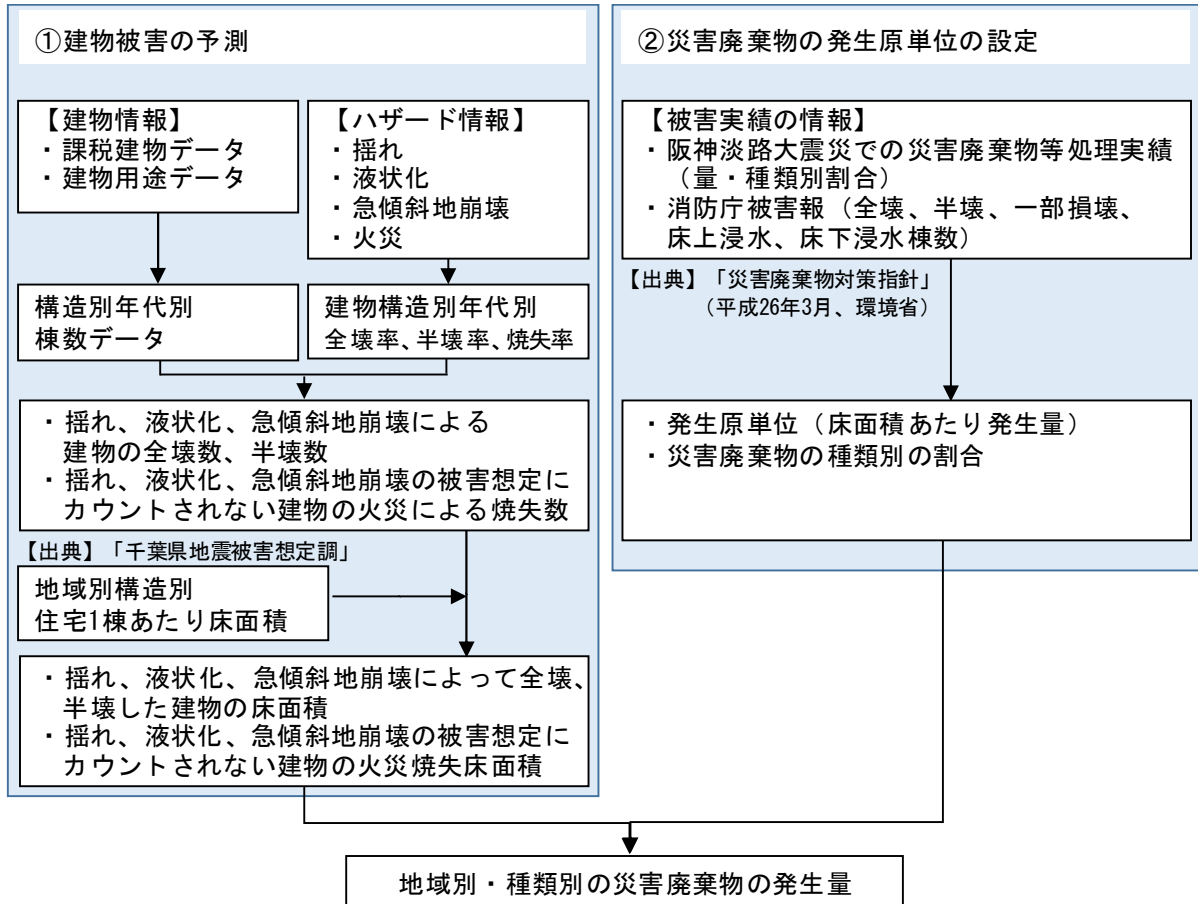 ①建物被害の予測
【建物情報】
・課税建物データ
・建物用途データ
【ハザード情報】
・揺れ
・液状化
・急傾斜地崩壊
・火災
構造別年代別
棟数データ
建物構造別年代別
全壊率、半壊率、焼失率
・揺れ、液状化、急傾斜地崩壊による
建物の全壊数、半壊数
・揺れ、液状化、急傾斜地崩壊の被害想定に
カウントされない建物の火災による焼失数
【出典】「千葉県地震被害想定調」
地域別構造別
住宅1棟あたり床面積
・揺れ、液状化、急傾斜地崩壊によって全壊、
半壊した建物の床面積
・揺れ、液状化、急傾斜地崩壊の被害想定に
カウントされない建物の火災焼失床面積
②災害廃棄物の発生原単位の設定
【被害実績の情報】
・阪神淡路大震災での災害廃棄物等処理実績
（量・種類別割合）
・消防庁被害報（全壊、半壊、一部損壊、
床上浸水、床下浸水棟数）
【出典】「災害廃棄物対策指針」
（平成26年3月、環境省）
・発生原単位（床面積あたり発生量）
・災害廃棄物の種類別の割合
地域別・種類別の災害廃棄物の発生量